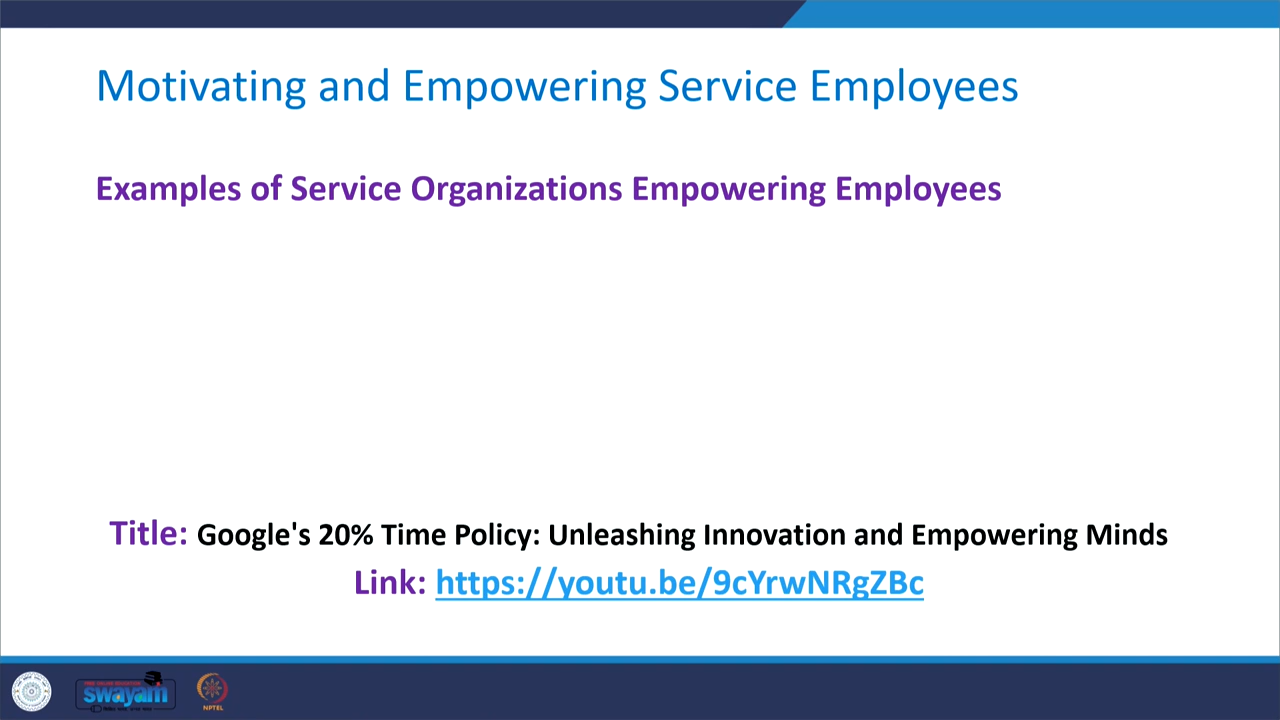 Motivating and Empowering Service Employees
Examples of Service Organizations Empowering Employees
Title: Google's 20% Time Policy: Unleashing Innovation and Empowering Minds
Link: https://youtu.be/9cYrwNRgZBc
swayam
NPTEL